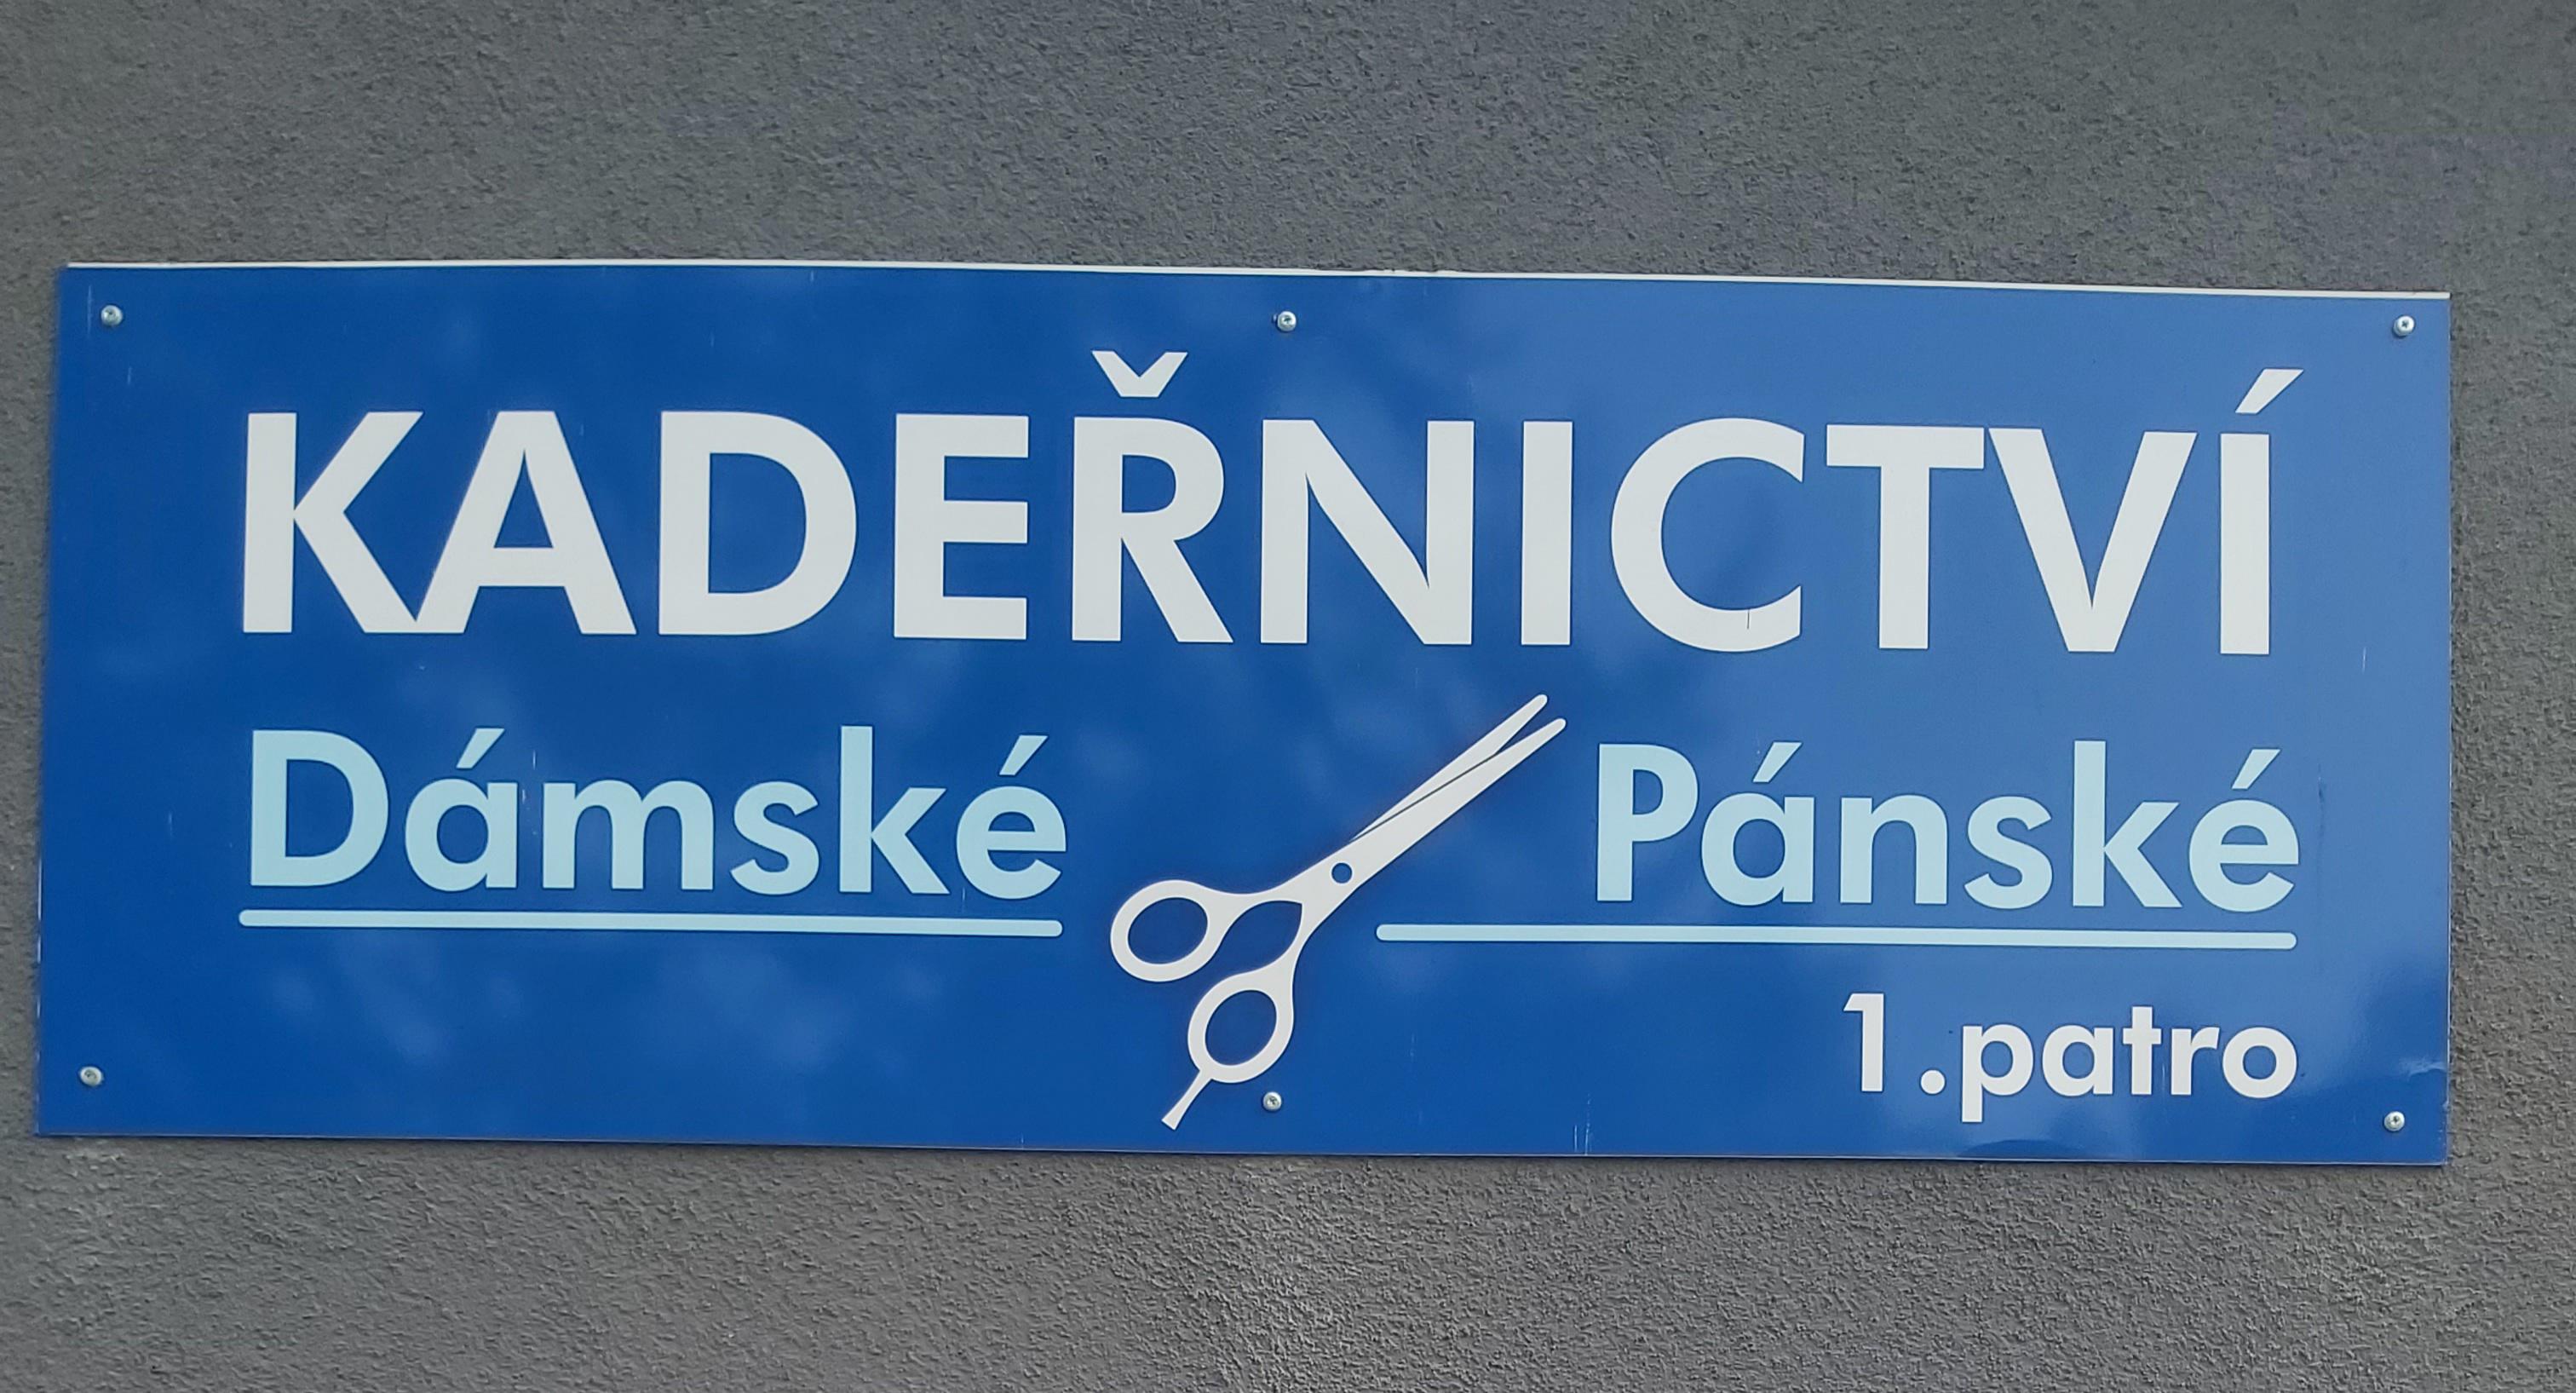 KADEŘNICTVÍ
Dámské Pánské
1.patro